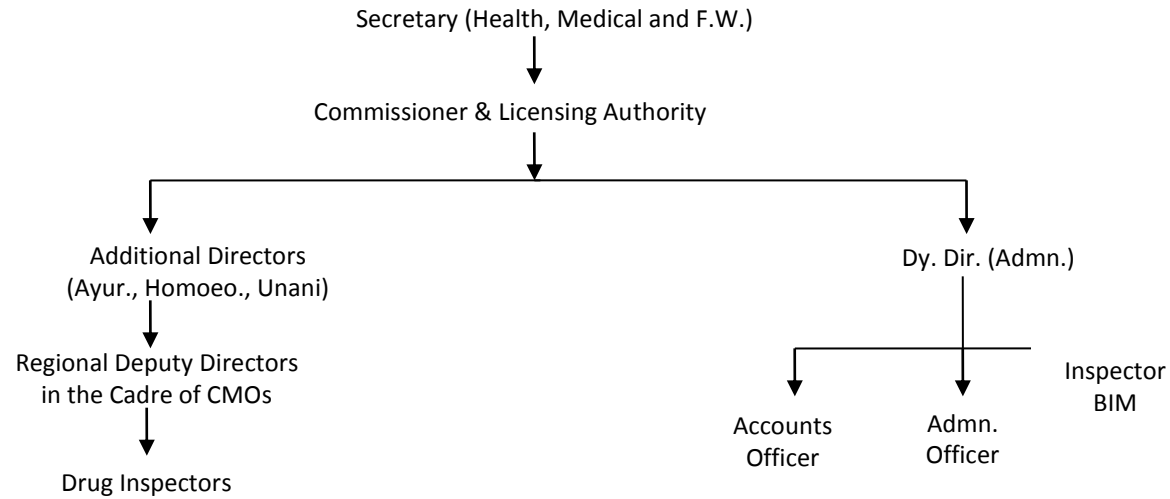 Secretary (Health, Medical and F.W.)
Commissioner & Licensing Authority
Additional Directors
(Ayur., Homoeo., Unani)
Dy. Dir. (Admn.)
Regional Deputy Directors
in the Cadre of CMOs
Drug Inspectors
Accounts
Officer
Admn.
Officer
Inspector
BIM